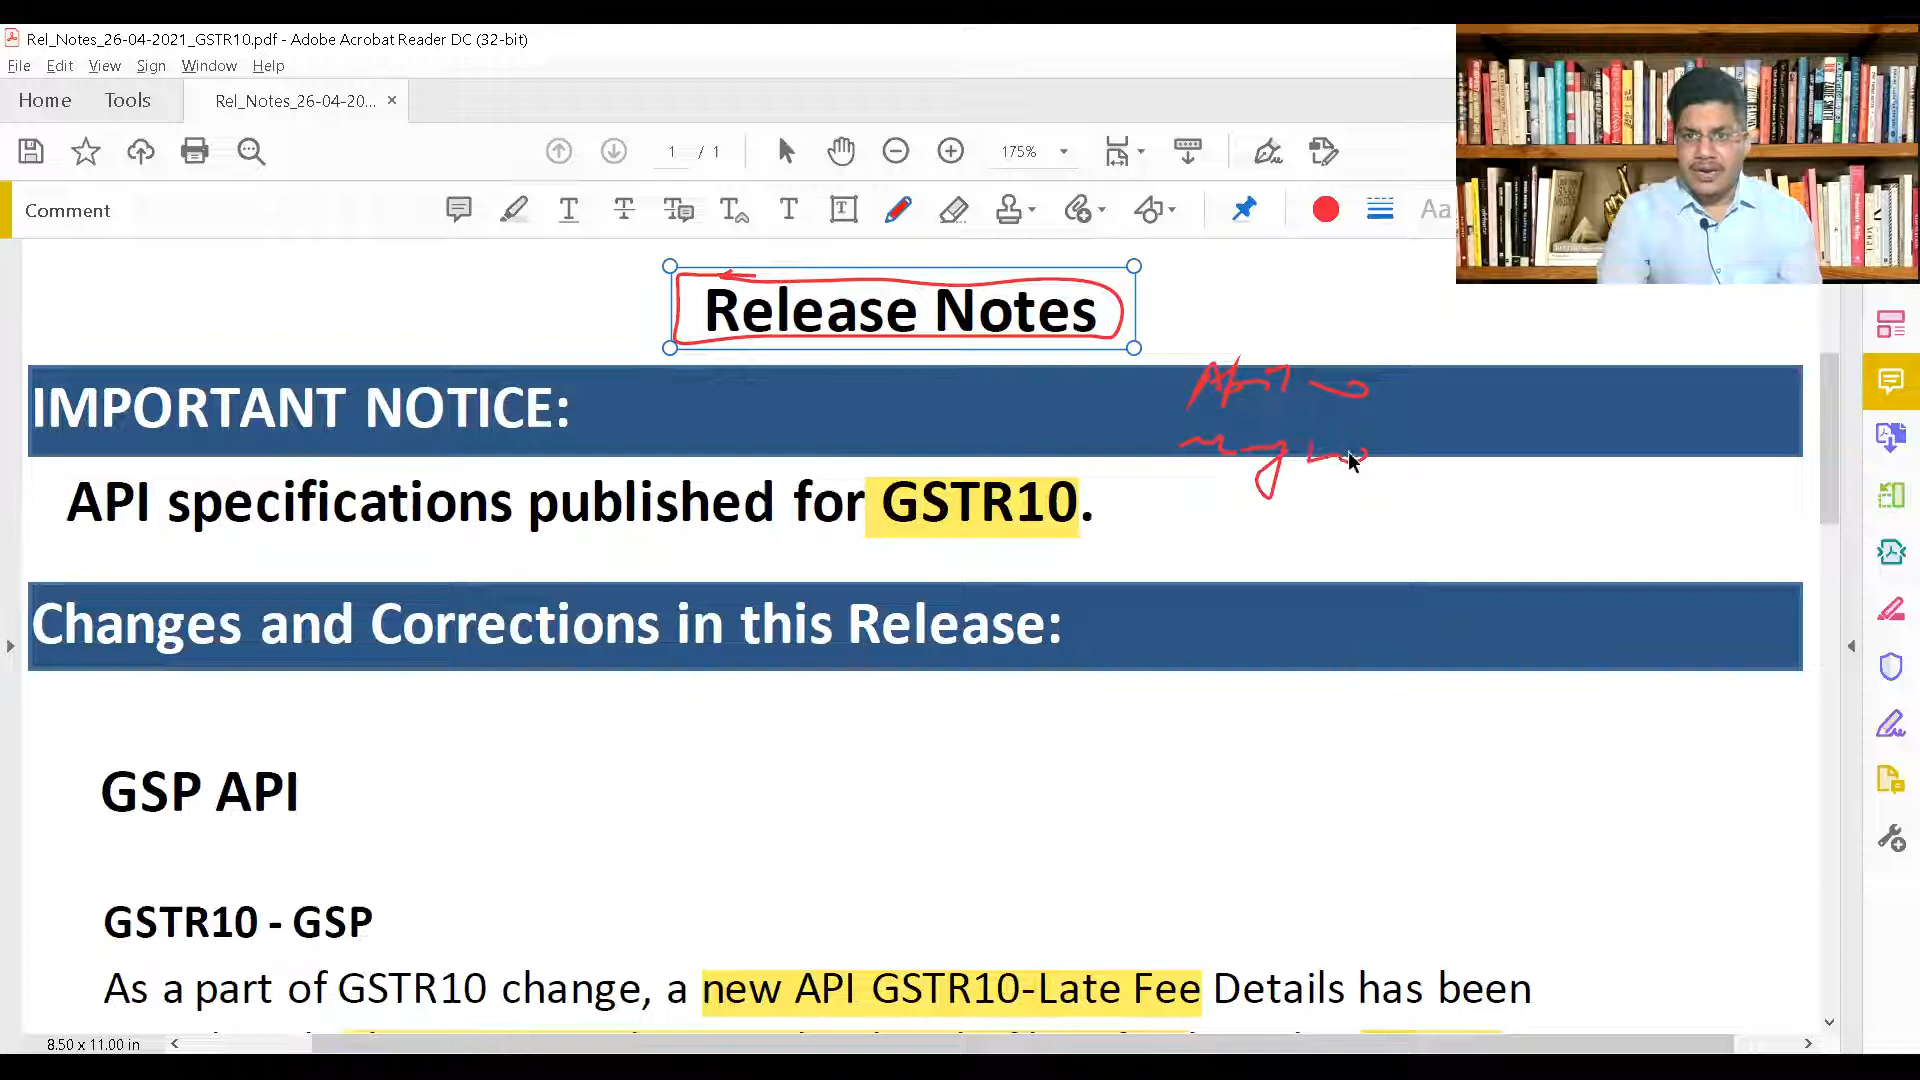 Rel_Notes_26-04-2021_GSTR10.pdf - Adobe Acrobat Reader DC (32-bit)
File Edit View Sign Window Help
Home Tools Rel_Notes_26-04-20... ×
1 / 1 175%
Comment
Aa
Release Notes
IMPORTANT NOTICE:
April
May
API specifications published for GSTR10.
Changes and Corrections in this Release:
GSP API
GSTR10 - GSP
As a part of GSTR10 change, a new API GSTR10-Late Fee Details has been
8.50 x 11.00 in